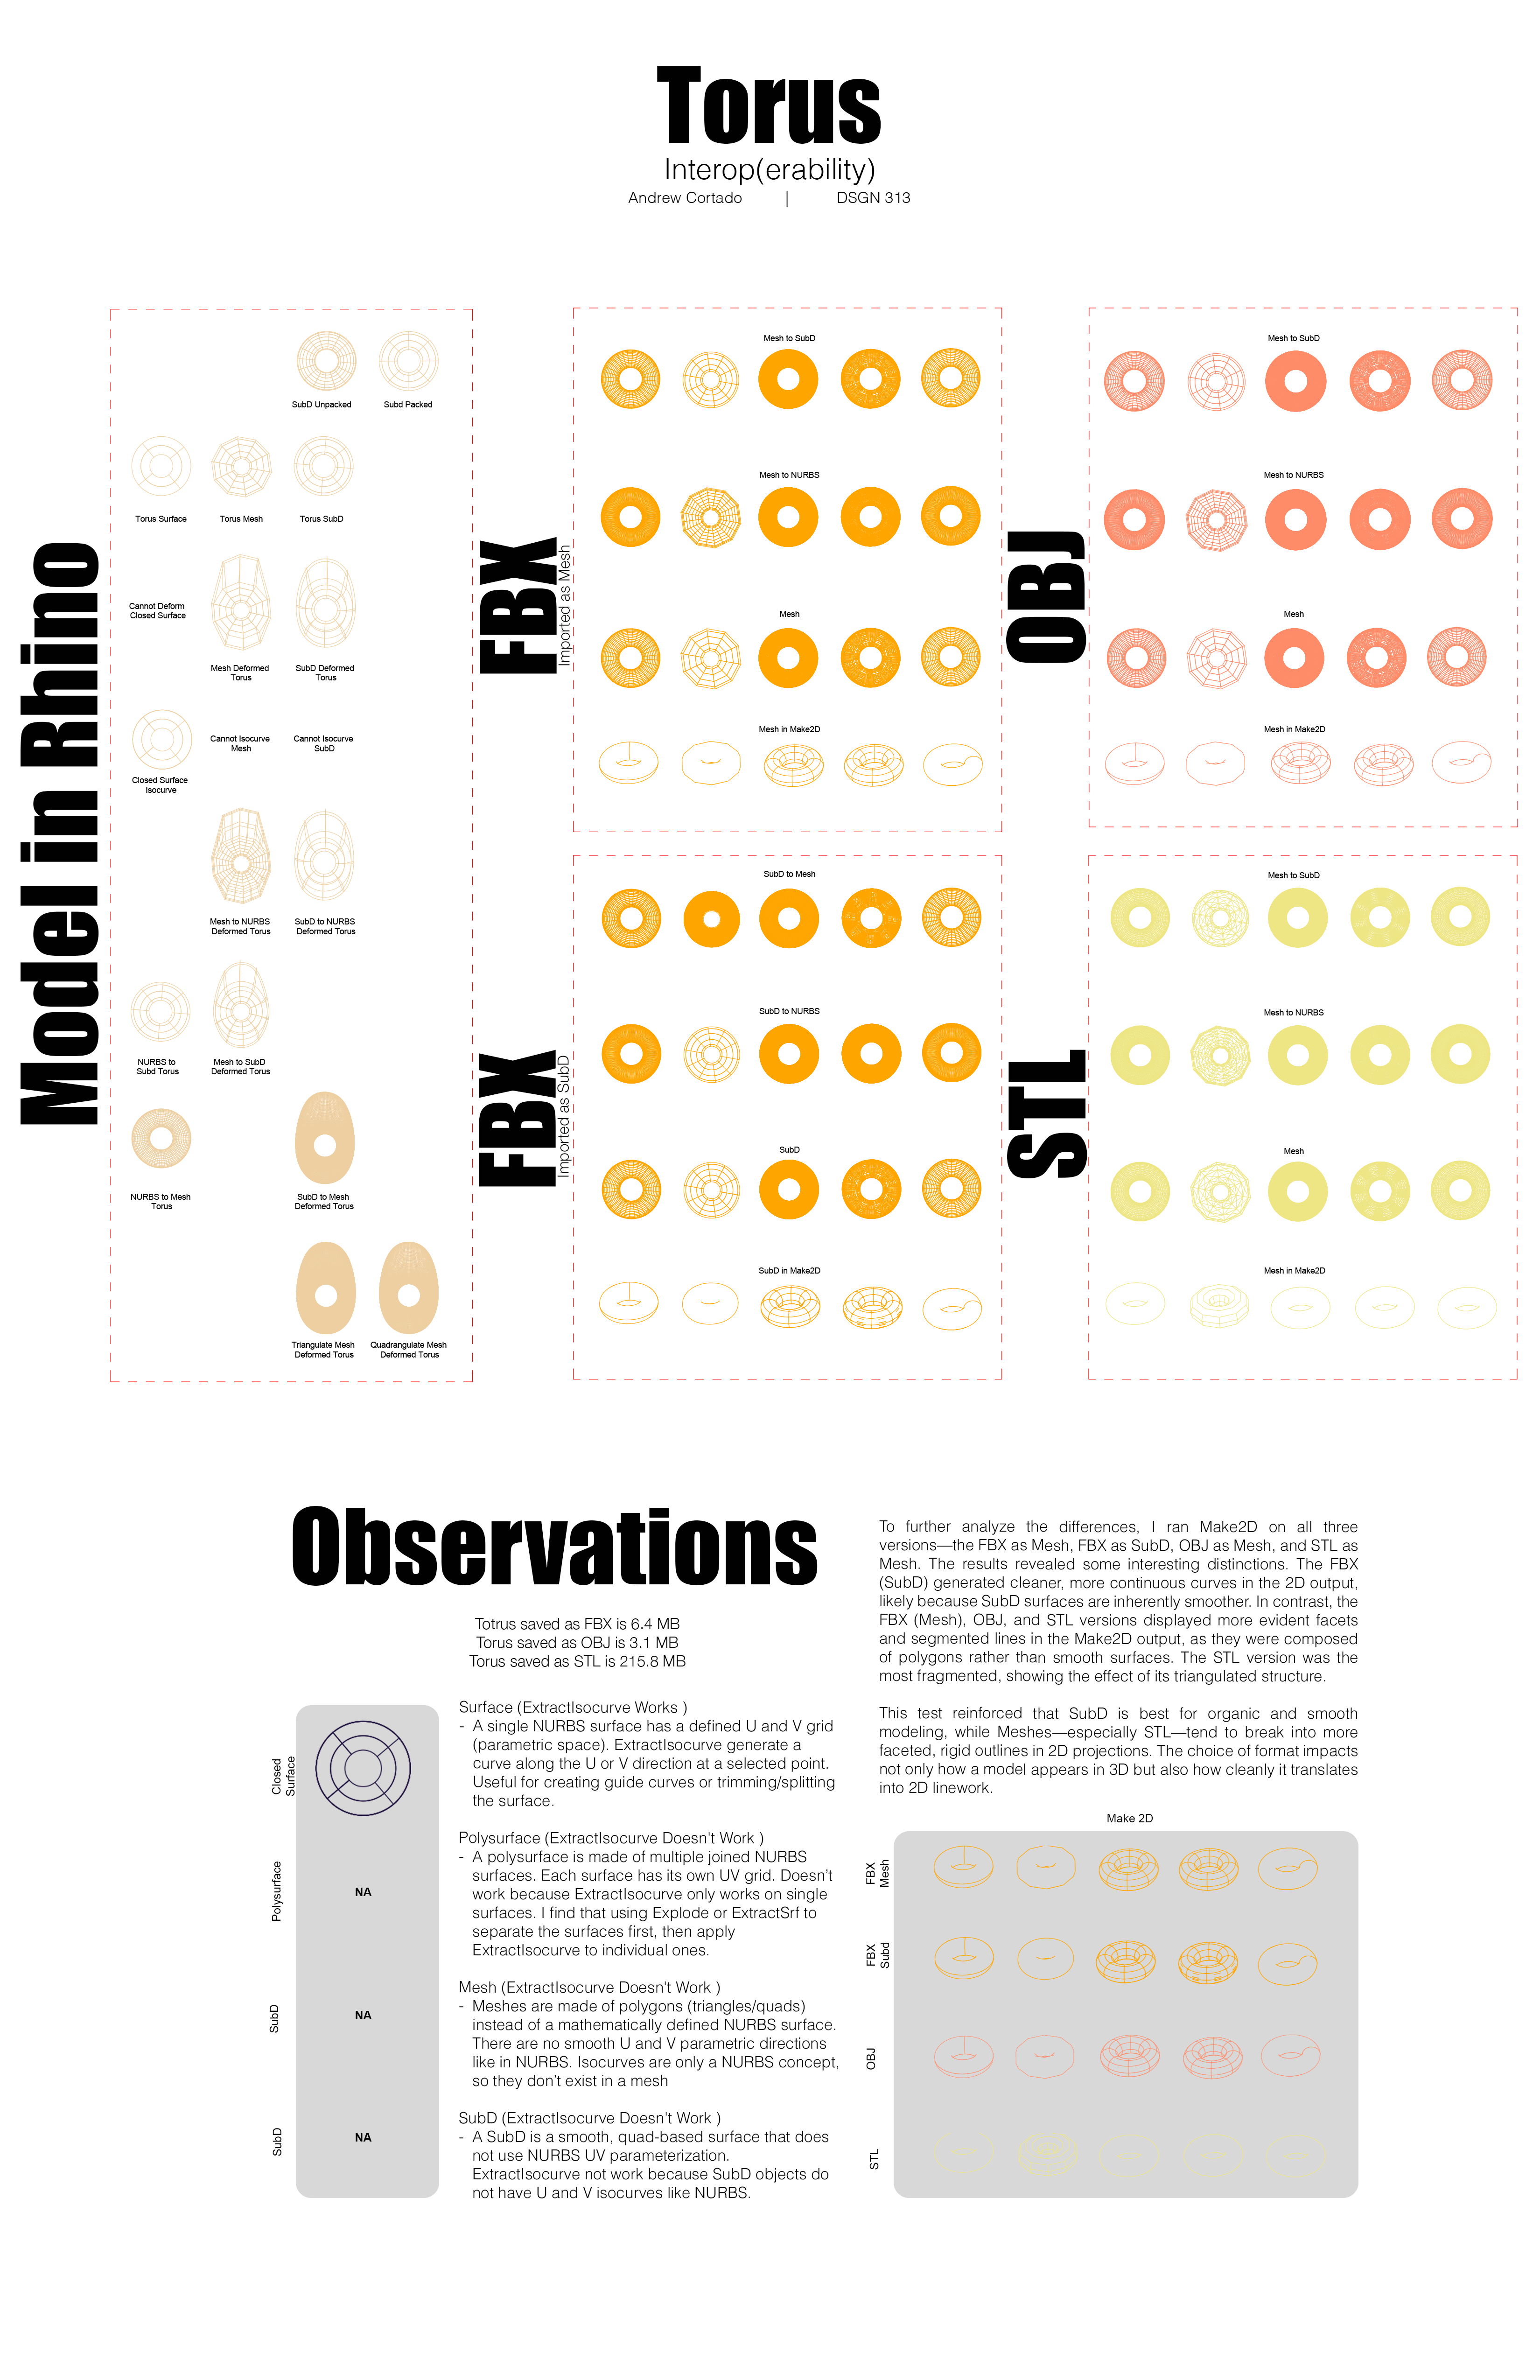 Torus
Interop(erability)
Andrew Cortado | DSGN 313
Model in Rhino
SubD Unpacked
Subd Packed
Torus Surface
Torus Mesh
Torus SubD
Cannot Deform
Closed Surface
Mesh Deformed
Torus
SubD Deformed
Torus
Closed Surface
Isocurve
Cannot Isocurve
Mesh
Cannot Isocurve
SubD
Mesh to NURBS
Deformed Torus
SubD to NURBS
Deformed Torus
NURBS to
Subd Torus
Mesh to SubD
Deformed Torus
NURBS to Mesh
Torus
SubD to Mesh
Deformed Torus
Triangulate Mesh
Deformed Torus
Quadrangulate Mesh
Deformed Torus
FBX
Imported as Mesh
Mesh to SubD
Mesh to NURBS
Mesh
Mesh in Make2D
OBJ
Mesh to SubD
Mesh to NURBS
Mesh
Mesh in Make2D
FBX
Imported as SubD
SubD to Mesh
SubD to NURBS
SubD
SubD in Make2D
STL
Mesh to SubD
Mesh to NURBS
Mesh
Mesh in Make2D
Observations
Totrus saved as FBX is 6.4 MB
Torus saved as OBJ is 3.1 MB
Torus saved as STL is 215.8 MB
Closed
Surface
Polysurface
NA
SubD
NA
SubD
NA
Surface (ExtractIsocurve Works )
- A single NURBS surface has a defined U and V grid
(parametric space). ExtractIsocurve generate a
curve along the U or V direction at a selected point.
Useful for creating guide curves or trimming/splitting
the surface.
Polysurface (ExtractIsocurve Doesn't Work )
- A polysurface is made of multiple joined NURBS
surfaces. Each surface has its own UV grid. Doesn't
work because ExtractIsocurve only works on single
surfaces. I find that using Explode or ExtractSrf to
separate the surfaces first, then apply
ExtractIsocurve to individual ones.
Mesh (ExtractIsocurve Doesn't Work )
- Meshes are made of polygons (triangles/quads)
instead of a mathematically defined NURBS surface.
There are no smooth U and V parametric directions
like in NURBS. Isocurves are only a NURBS concept,
so they don't exist in a mesh
SubD (ExtractIsocurve Doesn't Work )
- A SubD is a smooth, quad-based surface that does
not use NURBS UV parameterization.
ExtractIsocurve not work because SubD objects do
not have U and V isocurves like NURBS.
To further analyze the differences, I ran Make2D on all three
versions—the FBX as Mesh, FBX as SubD, OBJ as Mesh, and STL as
Mesh. The results revealed some interesting distinctions. The FBX
(SubD) generated cleaner, more continuous curves in the 2D output,
likely because SubD surfaces are inherently smoother. In contrast, the
FBX (Mesh), OBJ, and STL versions displayed more evident facets
and segmented lines in the Make2D output, as they were composed
of polygons rather than smooth surfaces. The STL version was the
most fragmented, showing the effect of its triangulated structure.
This test reinforced that SubD is best for organic and smooth
modeling, while Meshes—especially STL—tend to break into more
faceted, rigid outlines in 2D projections. The choice of format impacts
not only how a model appears in 3D but also how cleanly it translates
into 2D linework.
Make 2D
FBX
Mesh
FBX
Subd
OBJ
STL